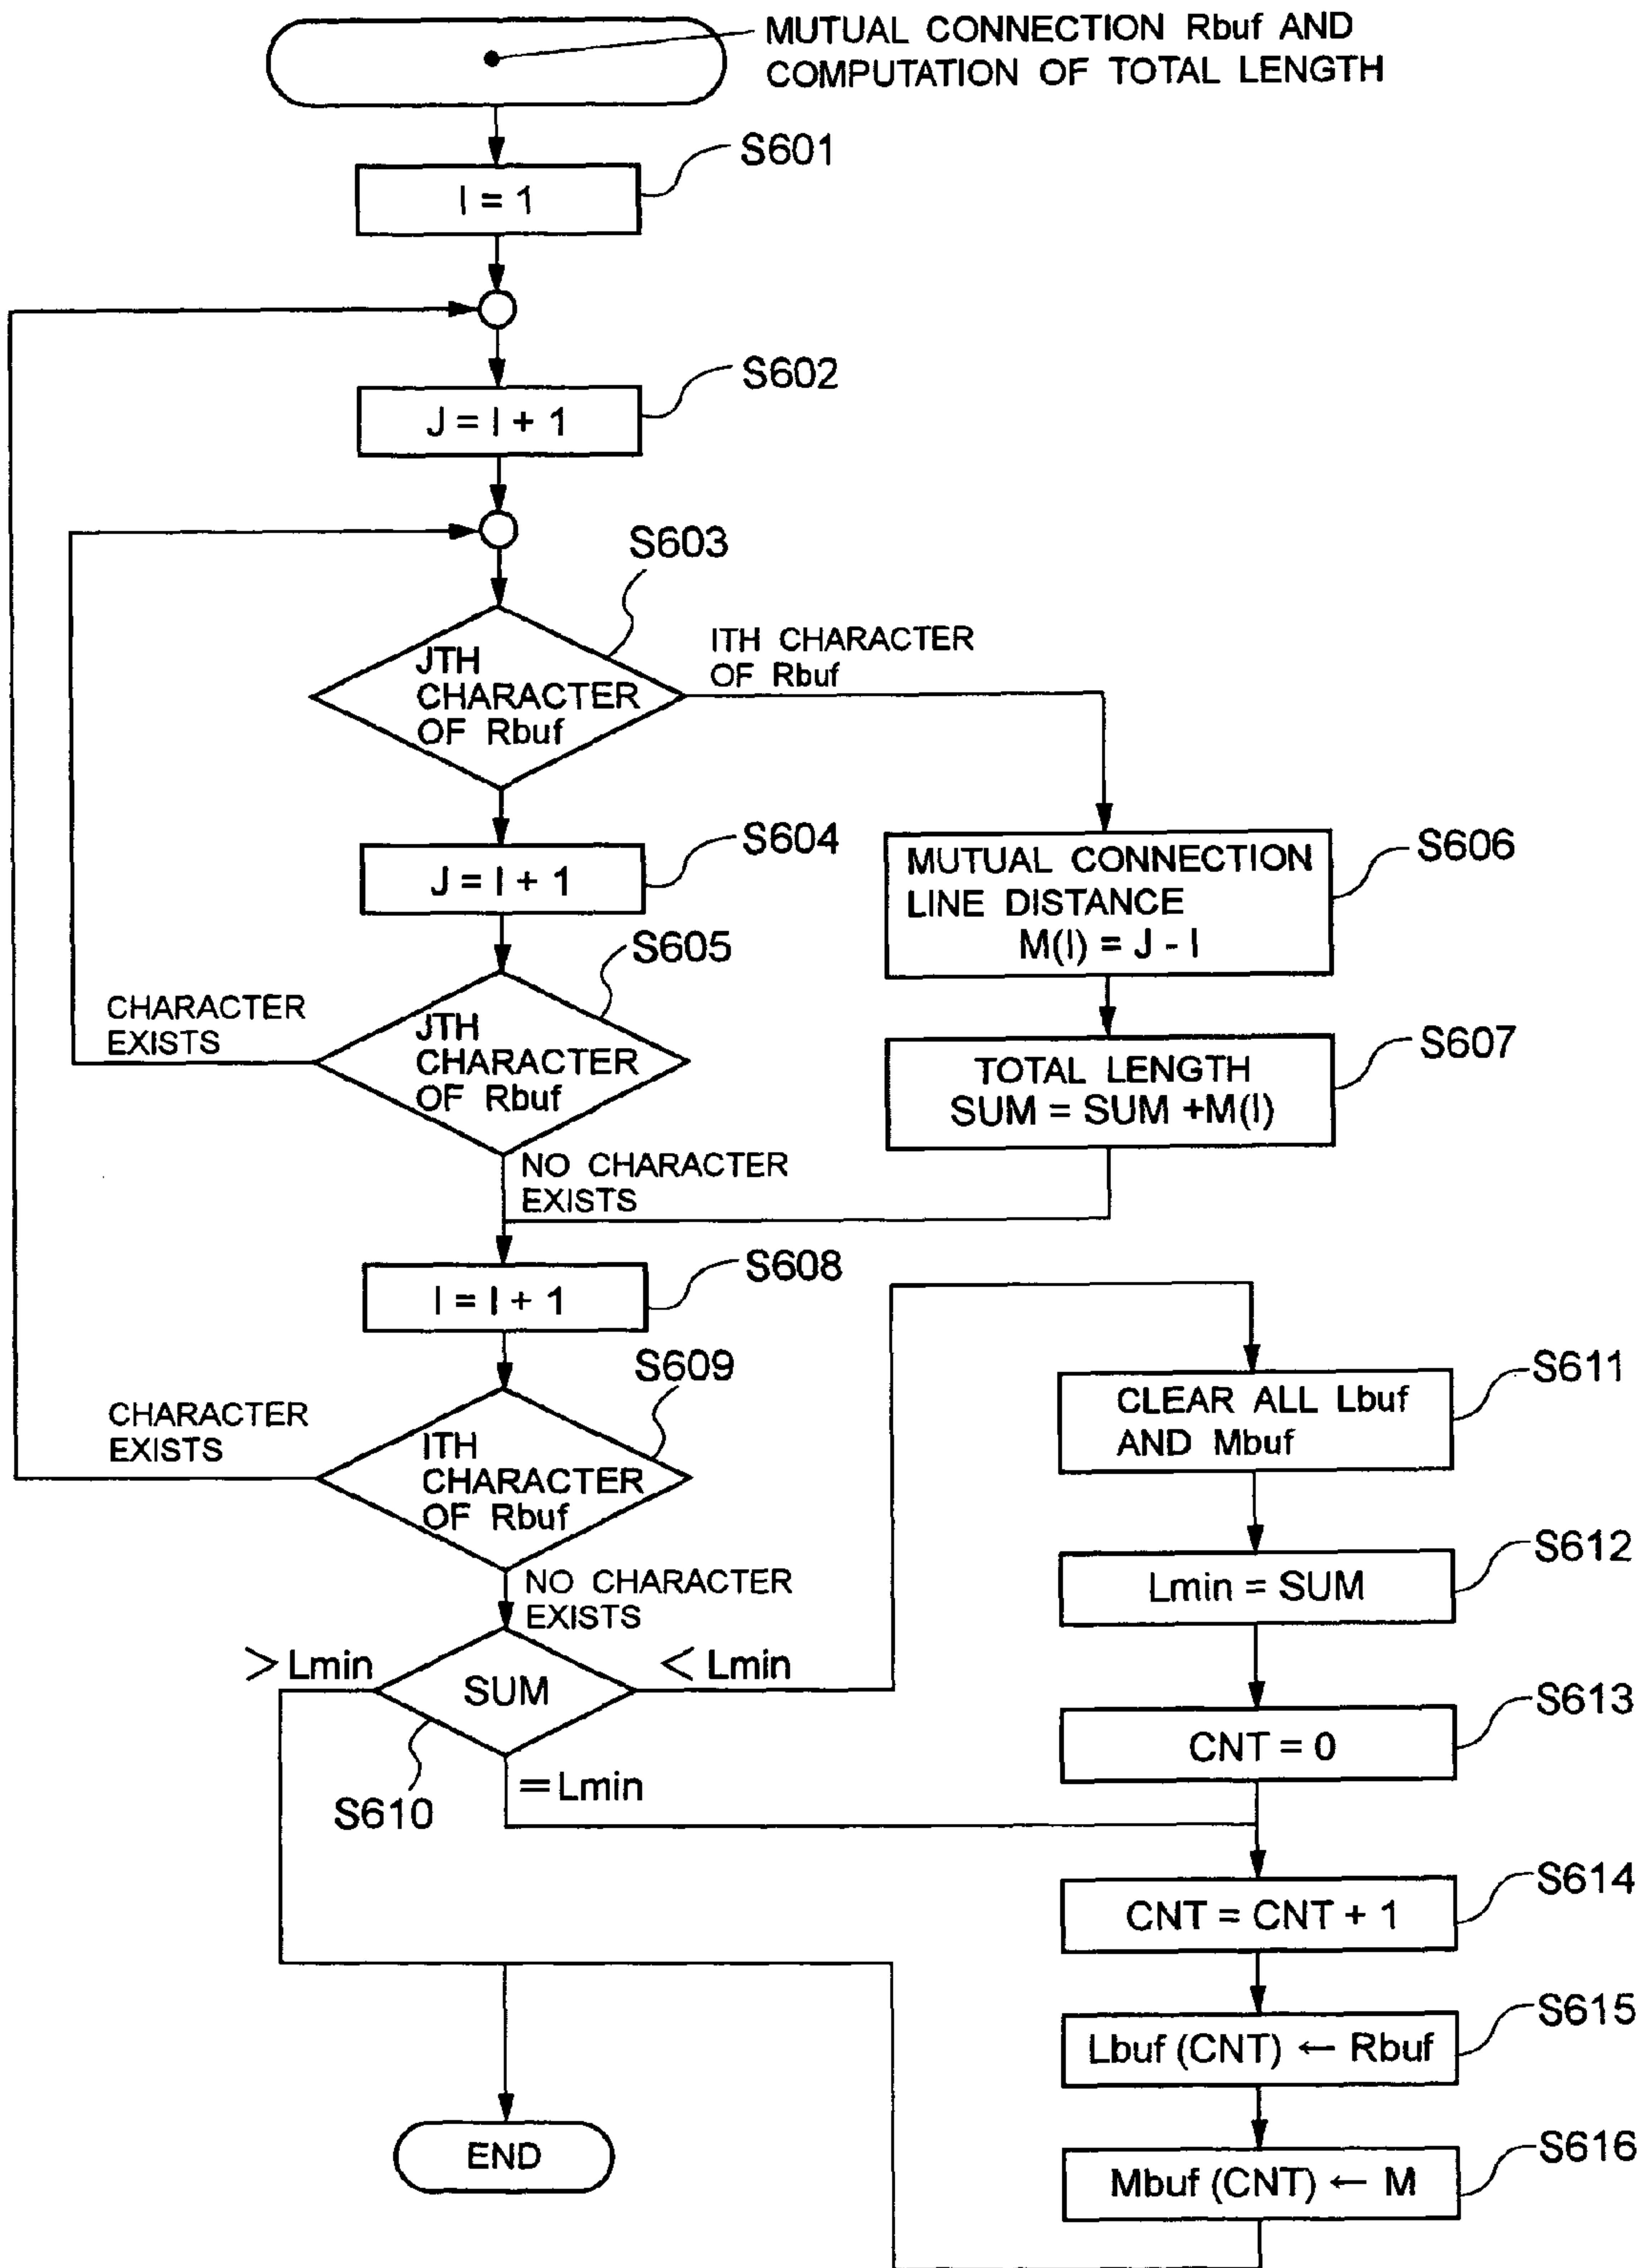 MUTUAL CONNECTION Rbuf AND
COMPUTATION OF TOTAL LENGTH
S601
I = 1
S602
J = I + 1
S603
JTH
CHARACTER
OF Rbuf
ITH CHARACTER
OF Rbuf
S604
J = I + 1
S606
MUTUAL CONNECTION
LINE DISTANCE
M(I) = J - I
S605
CHARACTER
EXISTS
JTH
CHARACTER
OF Rbuf
S607
TOTAL LENGTH
SUM = SUM +M(I)
NO CHARACTER
EXISTS
S608
I = I + 1
S609
CHARACTER
EXISTS
ITH
CHARACTER
OF Rbuf
S611
CLEAR ALL Lbuf
AND Mbuf
NO CHARACTER
EXISTS
S612
Lmin = SUM
> Lmin
SUM
< Lmin
S613
CNT = 0
= Lmin
S610
S614
CNT = CNT + 1
S615
Lbuf (CNT) ← Rbuf
END
S616
Mbuf (CNT) ← M